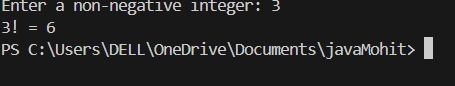 Enter a non-negative integer: 3
3! = 6
PS C:\Users\DELL\OneDrive\Documents\javaMohit>